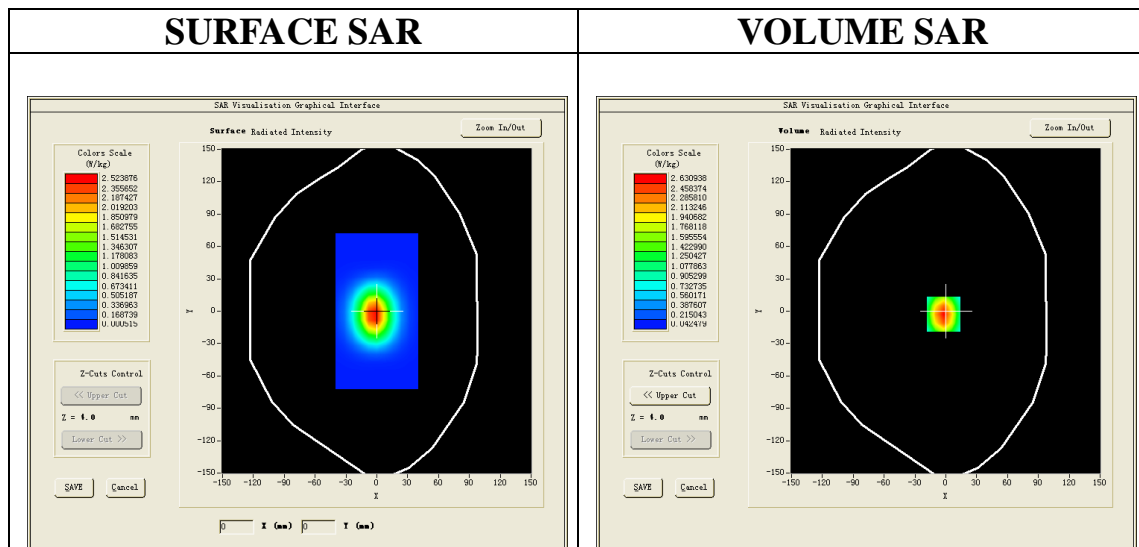 SURFACE SAR
VOLUME SAR
SAR Visualisation Graphical Interface
Surface Radiated Intensity
Zoom In/Out
Colors Scale
(W/kg)
2.523876
2.355652
2.187427
2.019203
1.850979
1.682755
1.514531
1.346307
1.178083
1.009859
0.841635
0.673411
0.505187
0.336963
0.168739
0.000515
Z-Cuts Control
<< Upper Cut
Z = 4.0 mm
Lower Cut >>
SAVE Cancel
150
120
90
60
30
0
-30
-60
-90
-120
-150
Y
-150 -120 -90 -60 -30 0 30 60 90 120 150
X
0 X (mm) 0 Y (mm)
SAR Visualisation Graphical Interface
Volume Radiated Intensity
Zoom In/Out
Colors Scale
(W/kg)
2.630938
2.458374
2.285810
2.113246
1.940682
1.768118
1.595554
1.422990
1.250427
1.077863
0.905299
0.732735
0.560171
0.387607
0.215043
0.042479
Z-Cuts Control
<< Upper Cut
Z = 4.0 mm
Lower Cut >>
SAVE Cancel
150
120
90
60
30
0
-30
-60
-90
-120
-150
Y
-150 -120 -90 -60 -30 0 30 60 90 120 150
X